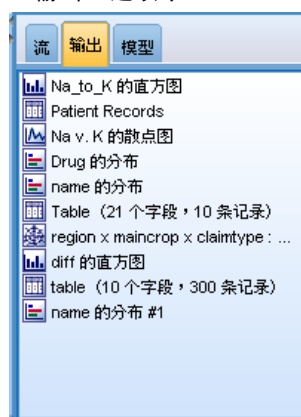 流 输出 模型
Na_to_K 的直方图
Patient Records
Na v. K 的散点图
Drug 的分布
name 的分布
Table（21 个字段，10 条记录）
region x maincrop x claimtype : ...
diff 的直方图
table（10 个字段，300 条记录）
name 的分布 #1